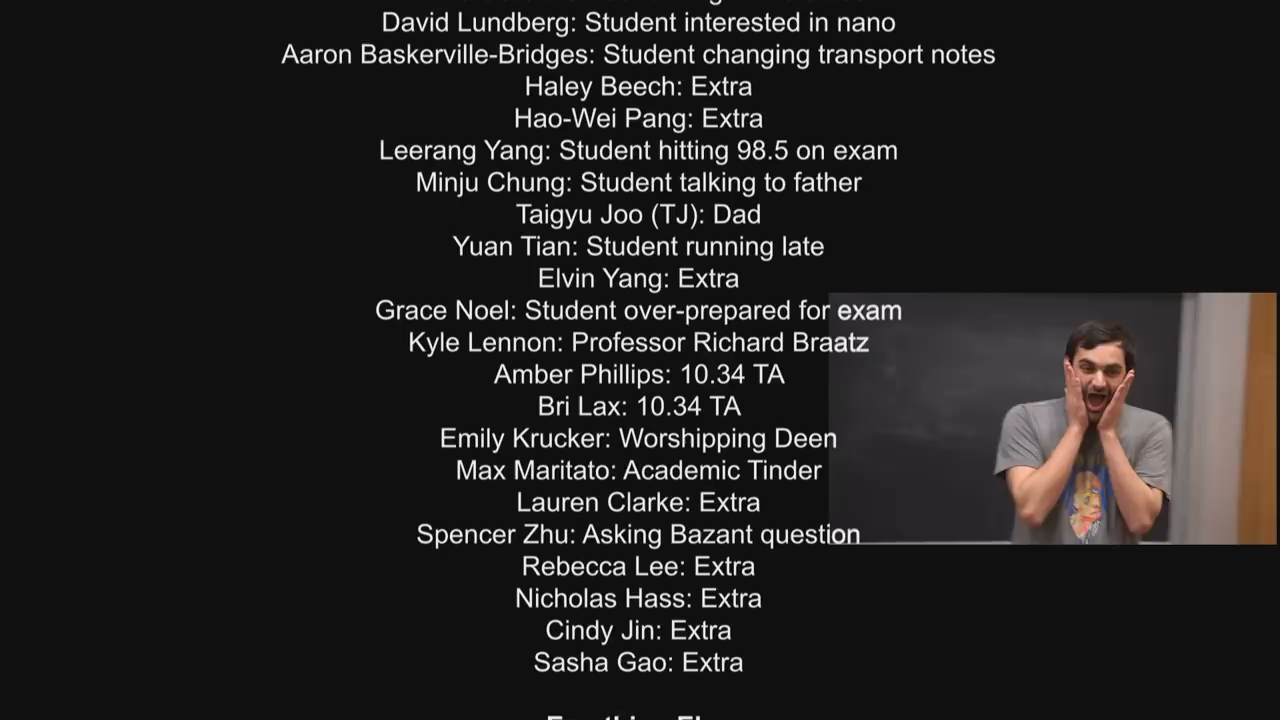 David Lundberg: Student interested in nano
Aaron Baskerville-Bridges: Student changing transport notes
Haley Beech: Extra
Hao-Wei Pang: Extra
Leerang Yang: Student hitting 98.5 on exam
Minju Chung: Student talking to father
Taigyu Joo (TJ): Dad
Yuan Tian: Student running late
Elvin Yang: Extra
Grace Noel: Student over-prepared for exam
Kyle Lennon: Professor Richard Braatz
Amber Phillips: 10.34 TA
Bri Lax: 10.34 TA
Emily Krucker: Worshipping Deen
Max Maritato: Academic Tinder
Lauren Clarke: Extra
Spencer Zhu: Asking Bazant question
Rebecca Lee: Extra
Nicholas Hass: Extra
Cindy Jin: Extra
Sasha Gao: Extra